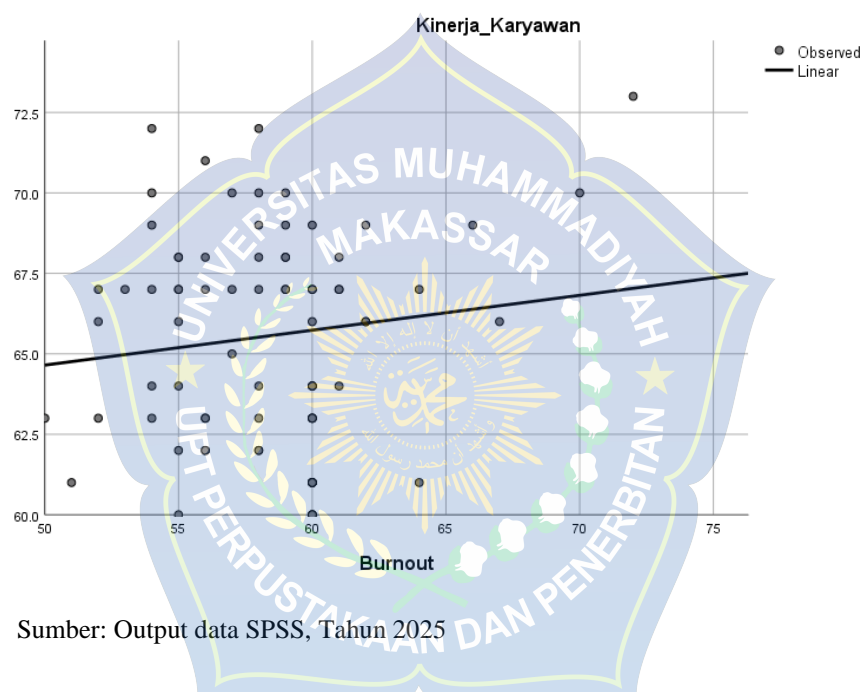 Kinerja_Karyawan
Observed
Linear
72.5
70.0
67.5
65.0
62.5
60.0
50 55 60 65 70 75
Burnout
Sumber: Output data SPSS, Tahun 2025
UNIVERSITAS MUHAMMADIYAH
MAKASSAR
UPT PERPUSTAKAAN DAN PENERBITAN